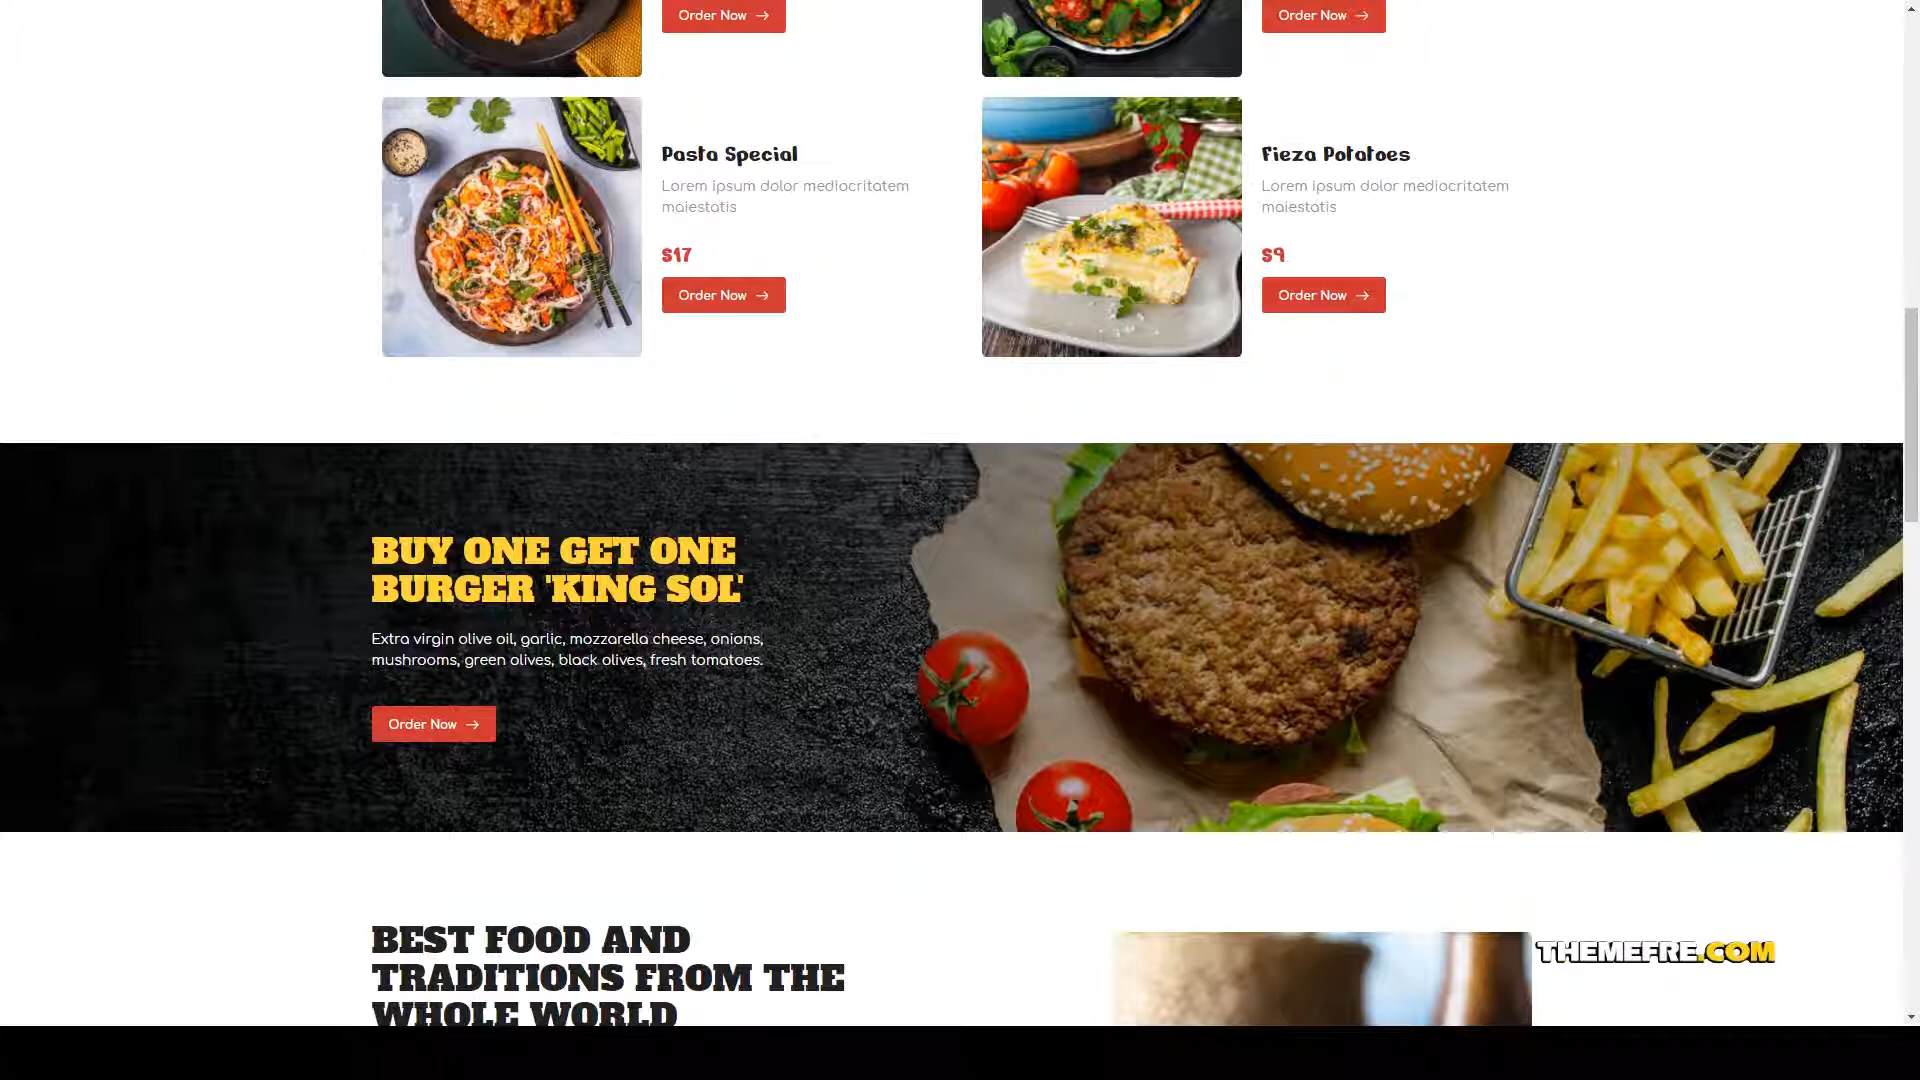 Order Now
Order Now
Pasta Special
Lorem ipsum dolor mediocritatem
maiestatis
$17
Order Now
Fieza Potatoes
Lorem ipsum dolor mediocritatem
maiestatis
$9
Order Now
BUY ONE GET ONE
BURGER 'KING SOL'
Extra virgin olive oil, garlic, mozzarella cheese, onions,
mushrooms, green olives, black olives, fresh tomatoes.
Order Now
BEST FOOD AND
TRADITIONS FROM THE
WHOLE WORLD
THEMEFRE.COM